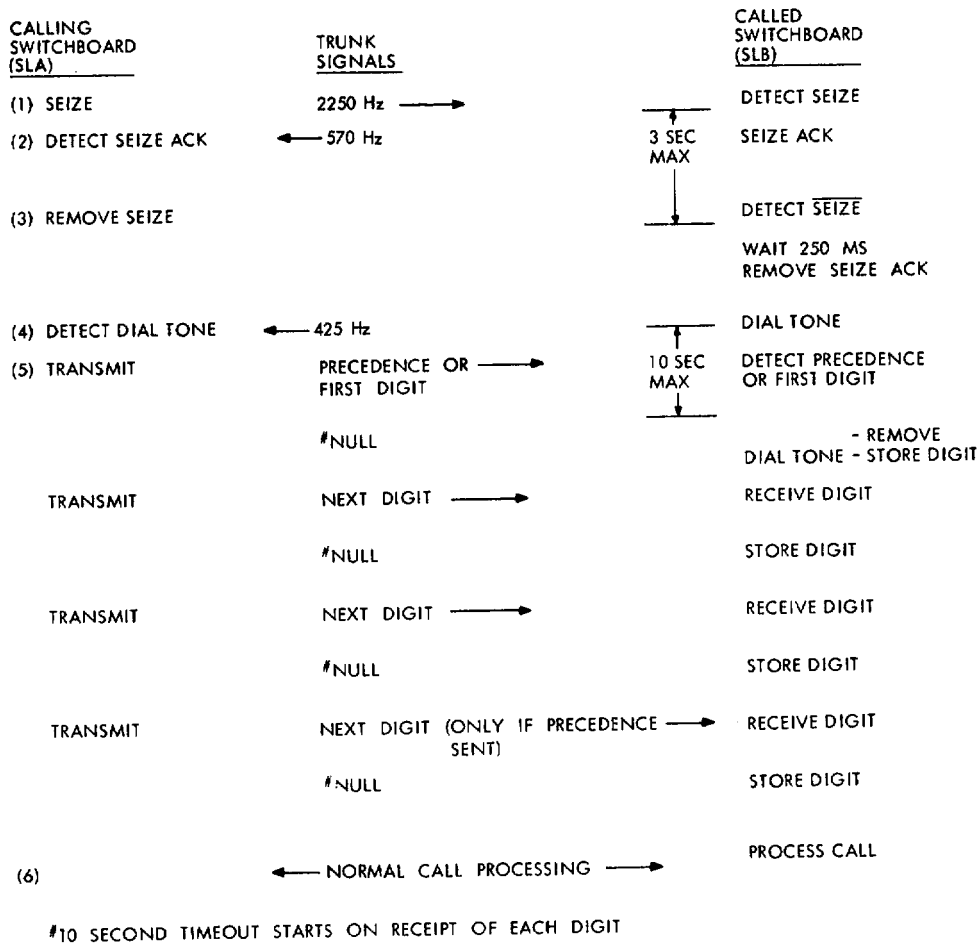 CALLING SWITCHBOARD (SLA) TRUNK SIGNALS CALLED SWITCHBOARD (SLB)
(1) SEIZE 2250 Hz DETECT SEIZE
(2) DETECT SEIZE ACK 570 Hz 3 SEC MAX SEIZE ACK
(3) REMOVE SEIZE DETECT S̅E̅I̅Z̅E̅
WAIT 250 MS
REMOVE SEIZE ACK
(4) DETECT DIAL TONE 425 Hz DIAL TONE
(5) TRANSMIT PRECEDENCE OR FIRST DIGIT 10 SEC MAX DETECT PRECEDENCE OR FIRST DIGIT
#NULL - REMOVE
DIAL TONE - STORE DIGIT
TRANSMIT NEXT DIGIT RECEIVE DIGIT
#NULL STORE DIGIT
TRANSMIT NEXT DIGIT RECEIVE DIGIT
#NULL STORE DIGIT
TRANSMIT NEXT DIGIT (ONLY IF PRECEDENCE SENT) RECEIVE DIGIT
#NULL STORE DIGIT
PROCESS CALL
(6) NORMAL CALL PROCESSING
#10 SECOND TIMEOUT STARTS ON RECEIPT OF EACH DIGIT